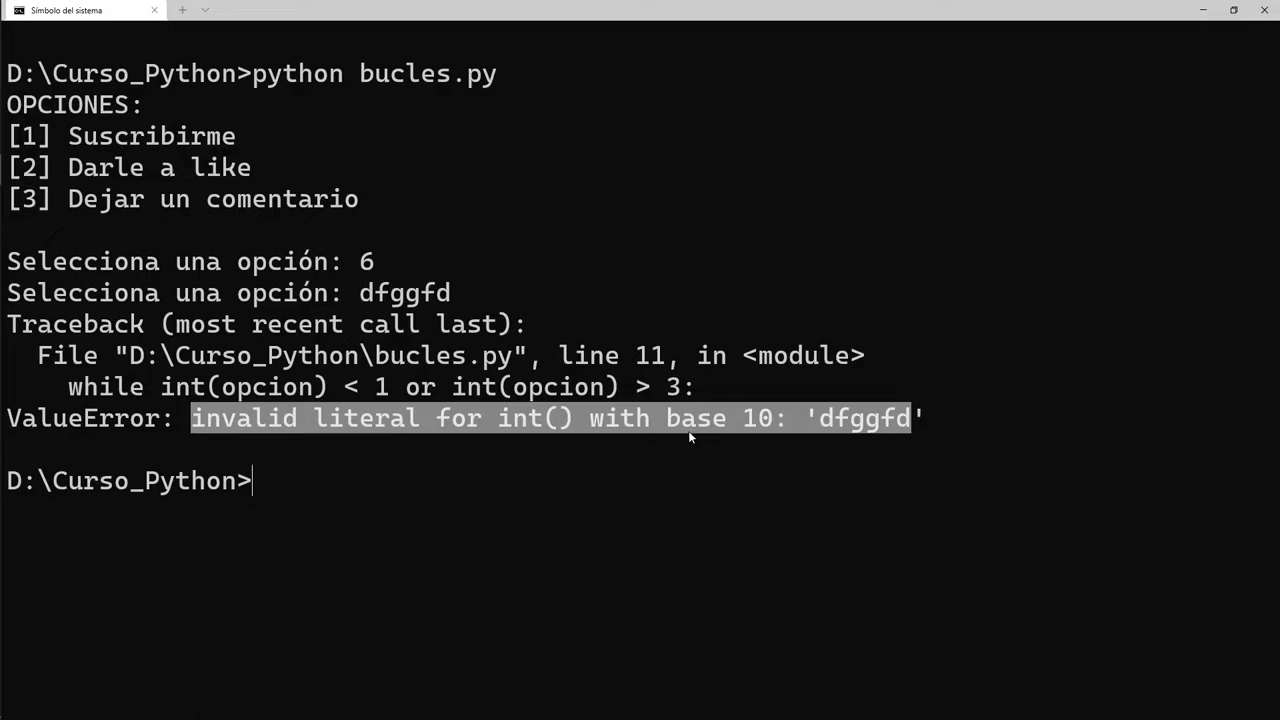 Símbolo del sistema
D:\Curso_Python>python bucles.py
OPCIONES:
[1] Suscribirme
[2] Darle a like
[3] Dejar un comentario
Selecciona una opción: 6
Selecciona una opción: dfggfd
Traceback (most recent call last):
  File "D:\Curso_Python\bucles.py", line 11, in <module>
    while int(opcion) < 1 or int(opcion) > 3:
ValueError: invalid literal for int() with base 10: 'dfggfd'
D:\Curso_Python>